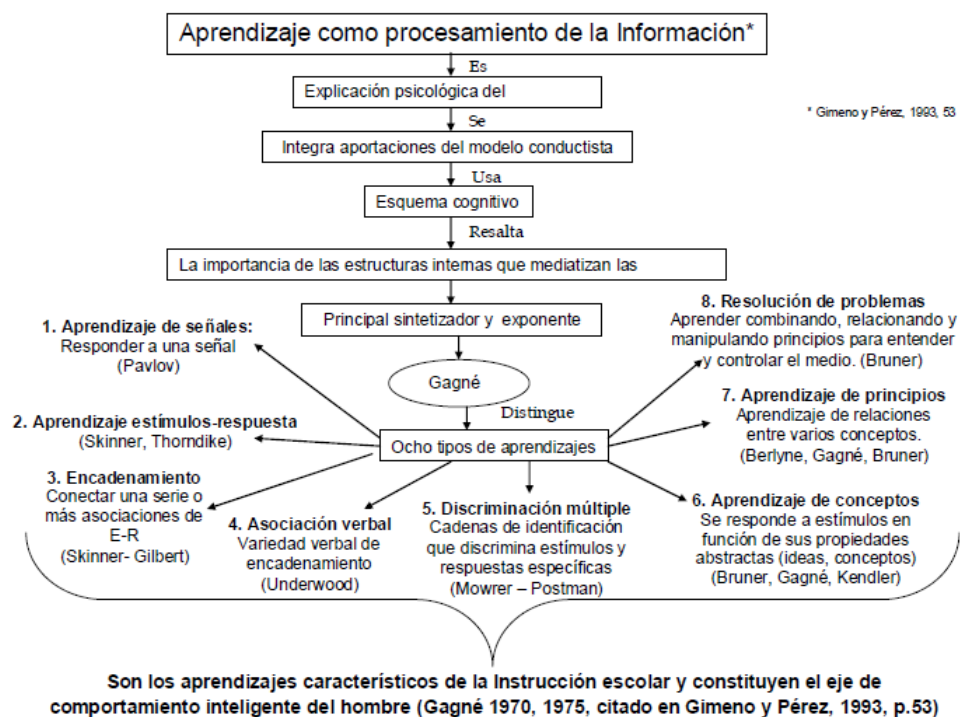 Aprendizaje como procesamiento de la Información*
Es
Explicación psicológica del
* Gimeno y Pérez, 1993, 53
Se
Integra aportaciones del modelo conductista
Usa
Esquema cognitivo
Resalta
La importancia de las estructuras internas que mediatizan las
Principal sintetizador y exponente
Gagné
Distingue
Ocho tipos de aprendizajes
1. Aprendizaje de señales:
Responder a una señal
(Pavlov)
2. Aprendizaje estímulos-respuesta
(Skinner, Thorndike)
3. Encadenamiento
Conectar una serie o
más asociaciones de
E-R
(Skinner- Gilbert)
4. Asociación verbal
Variedad verbal de
encadenamiento
(Underwood)
5. Discriminación múltiple
Cadenas de identificación
que discrimina estímulos y
respuestas específicas
(Mowrer – Postman)
6. Aprendizaje de conceptos
Se responde a estímulos en
función de sus propiedades
abstractas (ideas, conceptos)
(Bruner, Gagné, Kendler)
7. Aprendizaje de principios
Aprendizaje de relaciones
entre varios conceptos.
(Berlyne, Gagné, Bruner)
8. Resolución de problemas
Aprender combinando, relacionando y
manipulando principios para entender
y controlar el medio. (Bruner)
Son los aprendizajes característicos de la Instrucción escolar y constituyen el eje de
comportamiento inteligente del hombre (Gagné 1970, 1975, citado en Gimeno y Pérez, 1993, p.53)